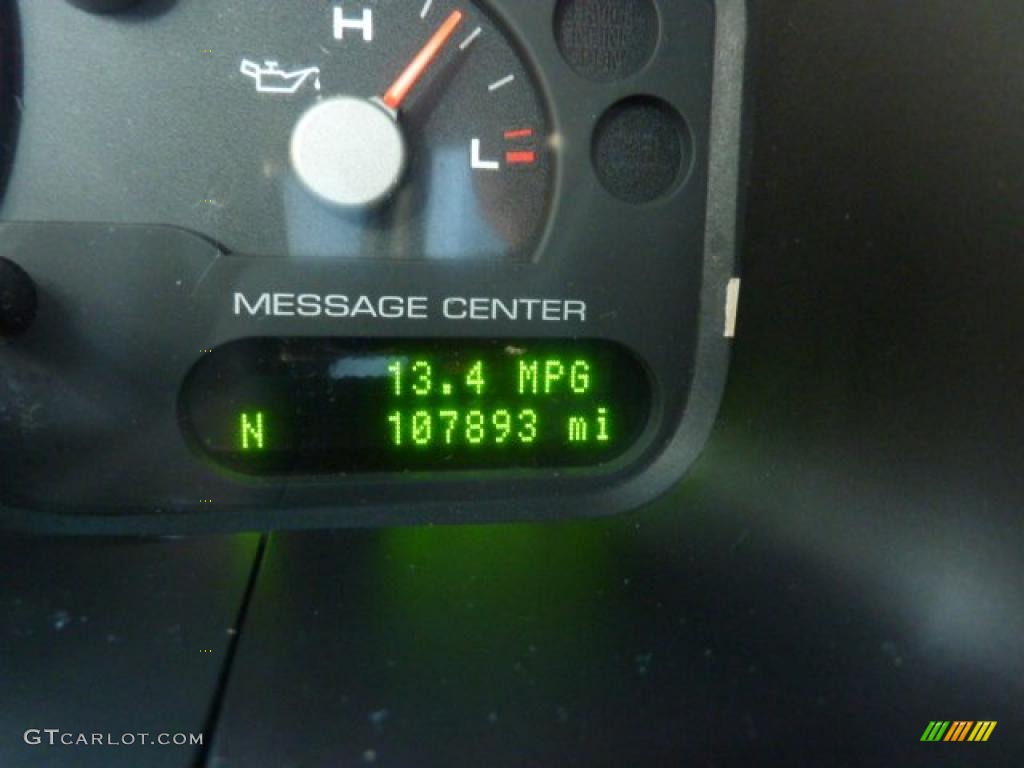 H
L
MESSAGE CENTER
13.4 MPG
N 107893 mi
GTCARLOT.COM